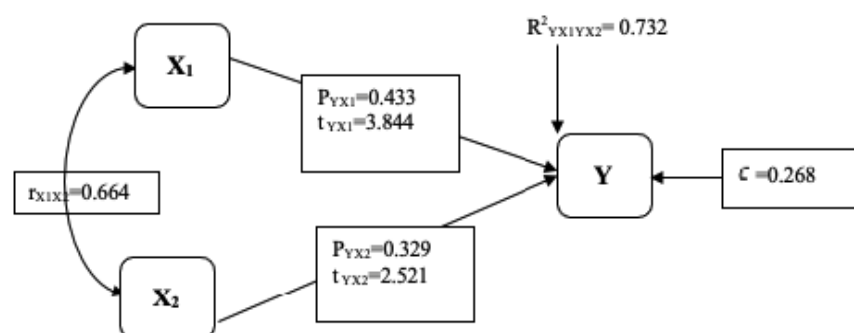 R²YX1YX2= 0.732
X₁
PYX1=0.433
tYX1=3.844
Y
ꞇ =0.268
rX1X2=0.664
PYX2=0.329
tYX2=2.521
X₂